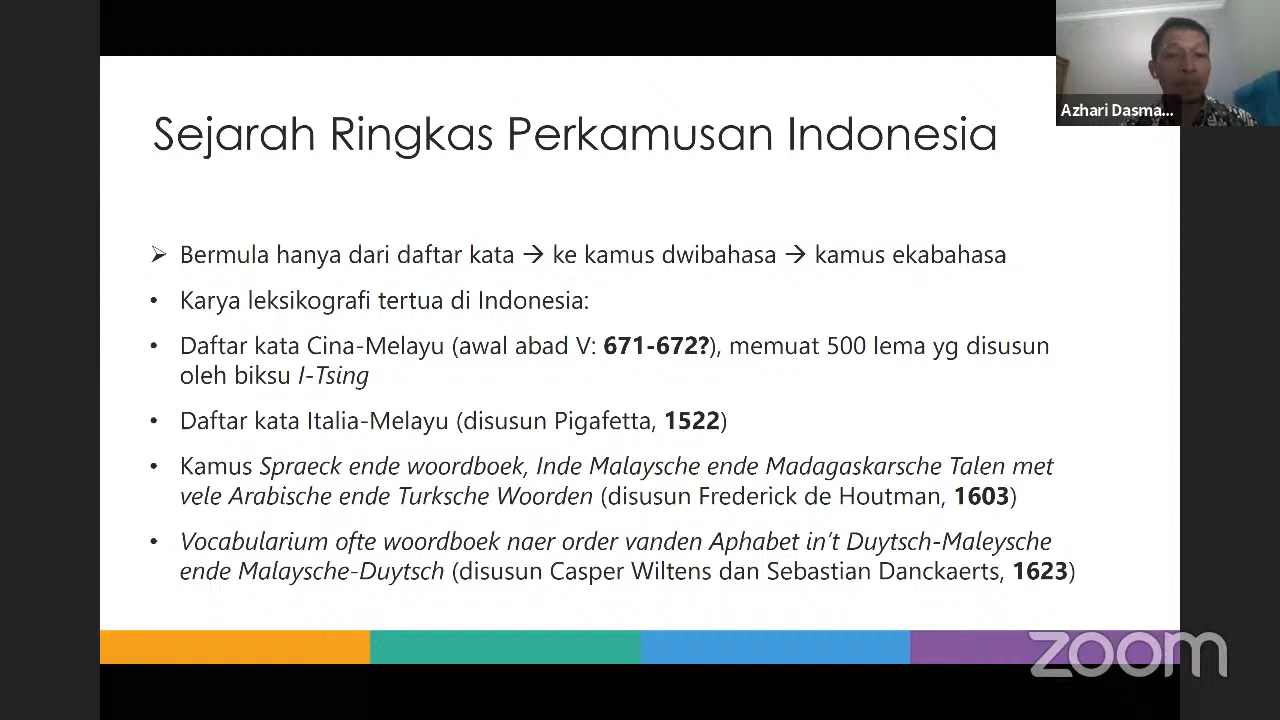 Azhari Dasma...
Sejarah Ringkas Perkamusan Indonesia
➢ Bermula hanya dari daftar kata → ke kamus dwibahasa → kamus ekabahasa
• Karya leksikografi tertua di Indonesia:
• Daftar kata Cina-Melayu (awal abad V: 671-672?), memuat 500 lema yg disusun
oleh biksu I-Tsing
• Daftar kata Italia-Melayu (disusun Pigafetta, 1522)
• Kamus Spraeck ende woordboek, Inde Malaysche ende Madagaskarsche Talen met
vele Arabische ende Turksche Woorden (disusun Frederick de Houtman, 1603)
• Vocabularium ofte woordboek naer order vanden Aphabet in’t Duytsch-Maleysche
ende Malaysche-Duytsch (disusun Casper Wiltens dan Sebastian Danckaerts, 1623)
zoom